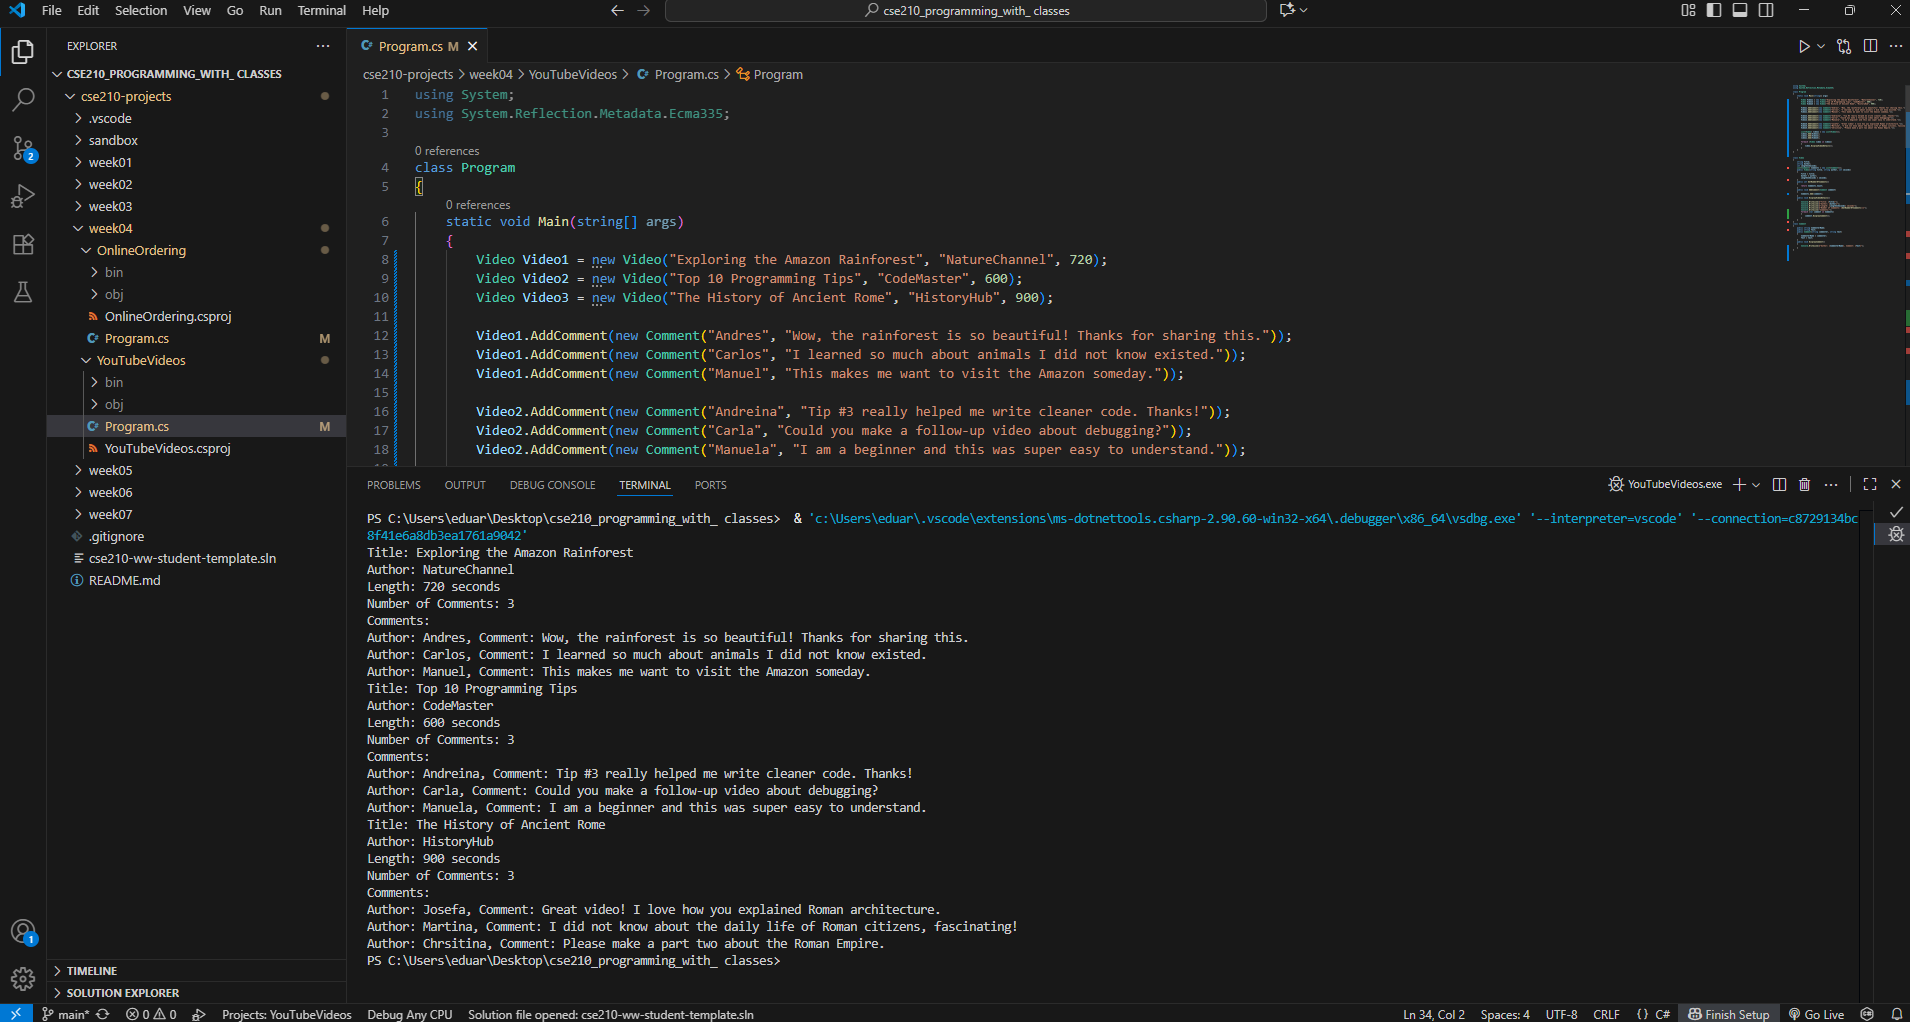 File Edit Selection View Go Run Terminal Help
cse210_programming_with_ classes
EXPLORER
CSE210_PROGRAMMING_WITH_ CLASSES
cse210-projects
.vscode
sandbox
week01
week02
week03
week04
OnlineOrdering
bin
obj
OnlineOrdering.csproj
Program.cs M
YouTubeVideos
bin
obj
Program.cs M
YouTubeVideos.csproj
week05
week06
week07
.gitignore
cse210-ww-student-template.sln
README.md
TIMELINE
SOLUTION EXPLORER
2
1
Program.cs M
cse210-projects > week04 > YouTubeVideos > Program.cs > Program
1 using System;
2 using System.Reflection.Metadata.Ecma335;
3
0 references
4 class Program
5 {
0 references
6 static void Main(string[] args)
7 {
8 Video Video1 = new Video("Exploring the Amazon Rainforest", "NatureChannel", 720);
9 Video Video2 = new Video("Top 10 Programming Tips", "CodeMaster", 600);
10 Video Video3 = new Video("The History of Ancient Rome", "HistoryHub", 900);
11
12 Video1.AddComment(new Comment("Andres", "Wow, the rainforest is so beautiful! Thanks for sharing this."));
13 Video1.AddComment(new Comment("Carlos", "I learned so much about animals I did not know existed."));
14 Video1.AddComment(new Comment("Manuel", "This makes me want to visit the Amazon someday."));
15
16 Video2.AddComment(new Comment("Andreina", "Tip #3 really helped me write cleaner code. Thanks!"));
17 Video2.AddComment(new Comment("Carla", "Could you make a follow-up video about debugging?"));
18 Video2.AddComment(new Comment("Manuela", "I am a beginner and this was super easy to understand."));
PROBLEMS OUTPUT DEBUG CONSOLE TERMINAL PORTS
YouTubeVideos.exe
PS C:\Users\eduar\Desktop\cse210_programming_with_ classes> & 'c:\Users\eduar\.vscode\extensions\ms-dotnettools.csharp-2.90.60-win32-x64\.debugger\x86_64\vsdbg.exe' '--interpreter=vscode' '--connection=c8729134bc
8f41e6a8db3ea1761a9042'
Title: Exploring the Amazon Rainforest
Author: NatureChannel
Length: 720 seconds
Number of Comments: 3
Comments:
Author: Andres, Comment: Wow, the rainforest is so beautiful! Thanks for sharing this.
Author: Carlos, Comment: I learned so much about animals I did not know existed.
Author: Manuel, Comment: This makes me want to visit the Amazon someday.
Title: Top 10 Programming Tips
Author: CodeMaster
Length: 600 seconds
Number of Comments: 3
Comments:
Author: Andreina, Comment: Tip #3 really helped me write cleaner code. Thanks!
Author: Carla, Comment: Could you make a follow-up video about debugging?
Author: Manuela, Comment: I am a beginner and this was super easy to understand.
Title: The History of Ancient Rome
Author: HistoryHub
Length: 900 seconds
Number of Comments: 3
Comments:
Author: Josefa, Comment: Great video! I love how you explained Roman architecture.
Author: Martina, Comment: I did not know about the daily life of Roman citizens, fascinating!
Author: Chrsitina, Comment: Please make a part two about the Roman Empire.
PS C:\Users\eduar\Desktop\cse210_programming_with_ classes>
main* 0 0 Projects: YouTubeVideos Debug Any CPU Solution file opened: cse210-ww-student-template.sln Ln 34, Col 2 Spaces: 4 UTF-8 CRLF {} C# Finish Setup Go Live